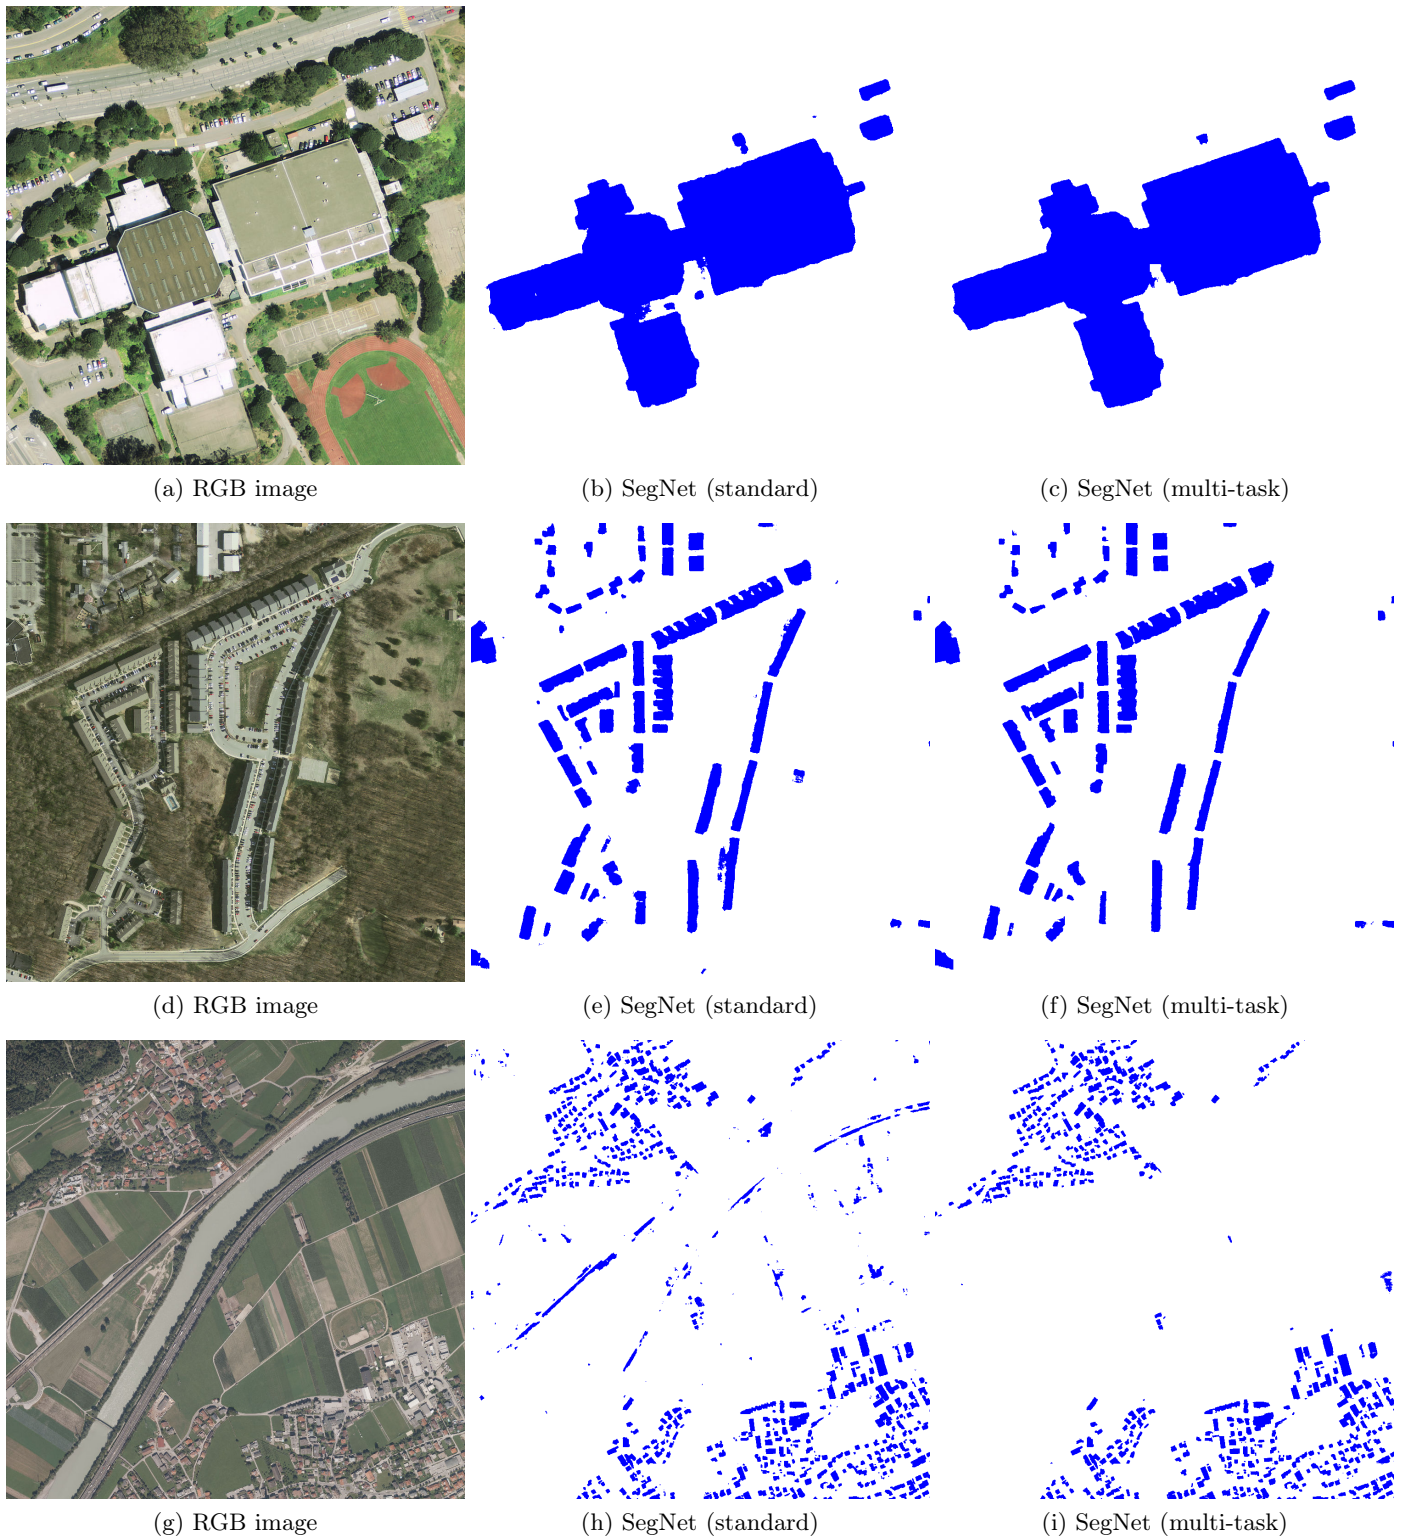 (a) RGB image
(b) SegNet (standard)
(c) SegNet (multi-task)
(d) RGB image
(e) SegNet (standard)
(f) SegNet (multi-task)
(g) RGB image
(h) SegNet (standard)
(i) SegNet (multi-task)